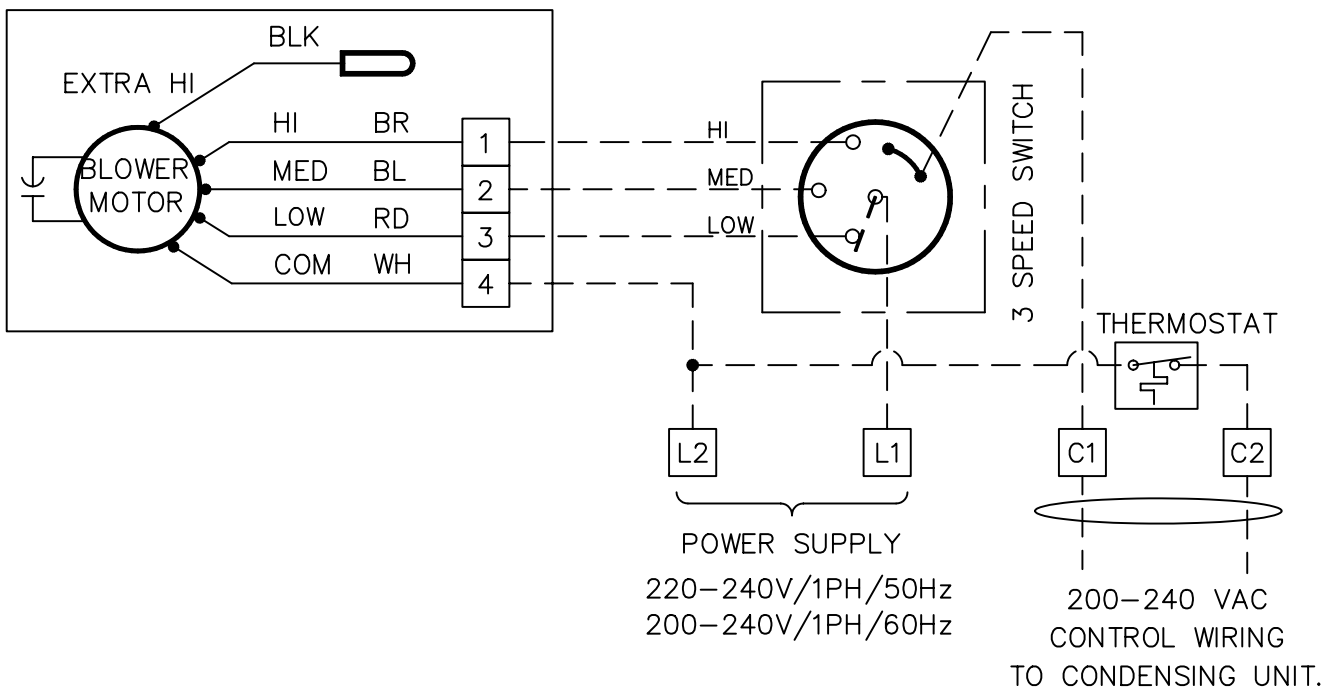 BLK
EXTRA HI
HI BR
1
HI
BLOWER
MOTOR
MED BL
2
MED
LOW RD
3
LOW
COM WH
4
3 SPEED SWITCH
THERMOSTAT
L2
L1
C1
C2
POWER SUPPLY
220-240V/1PH/50Hz
200-240V/1PH/60Hz
200-240 VAC
CONTROL WIRING
TO CONDENSING UNIT.